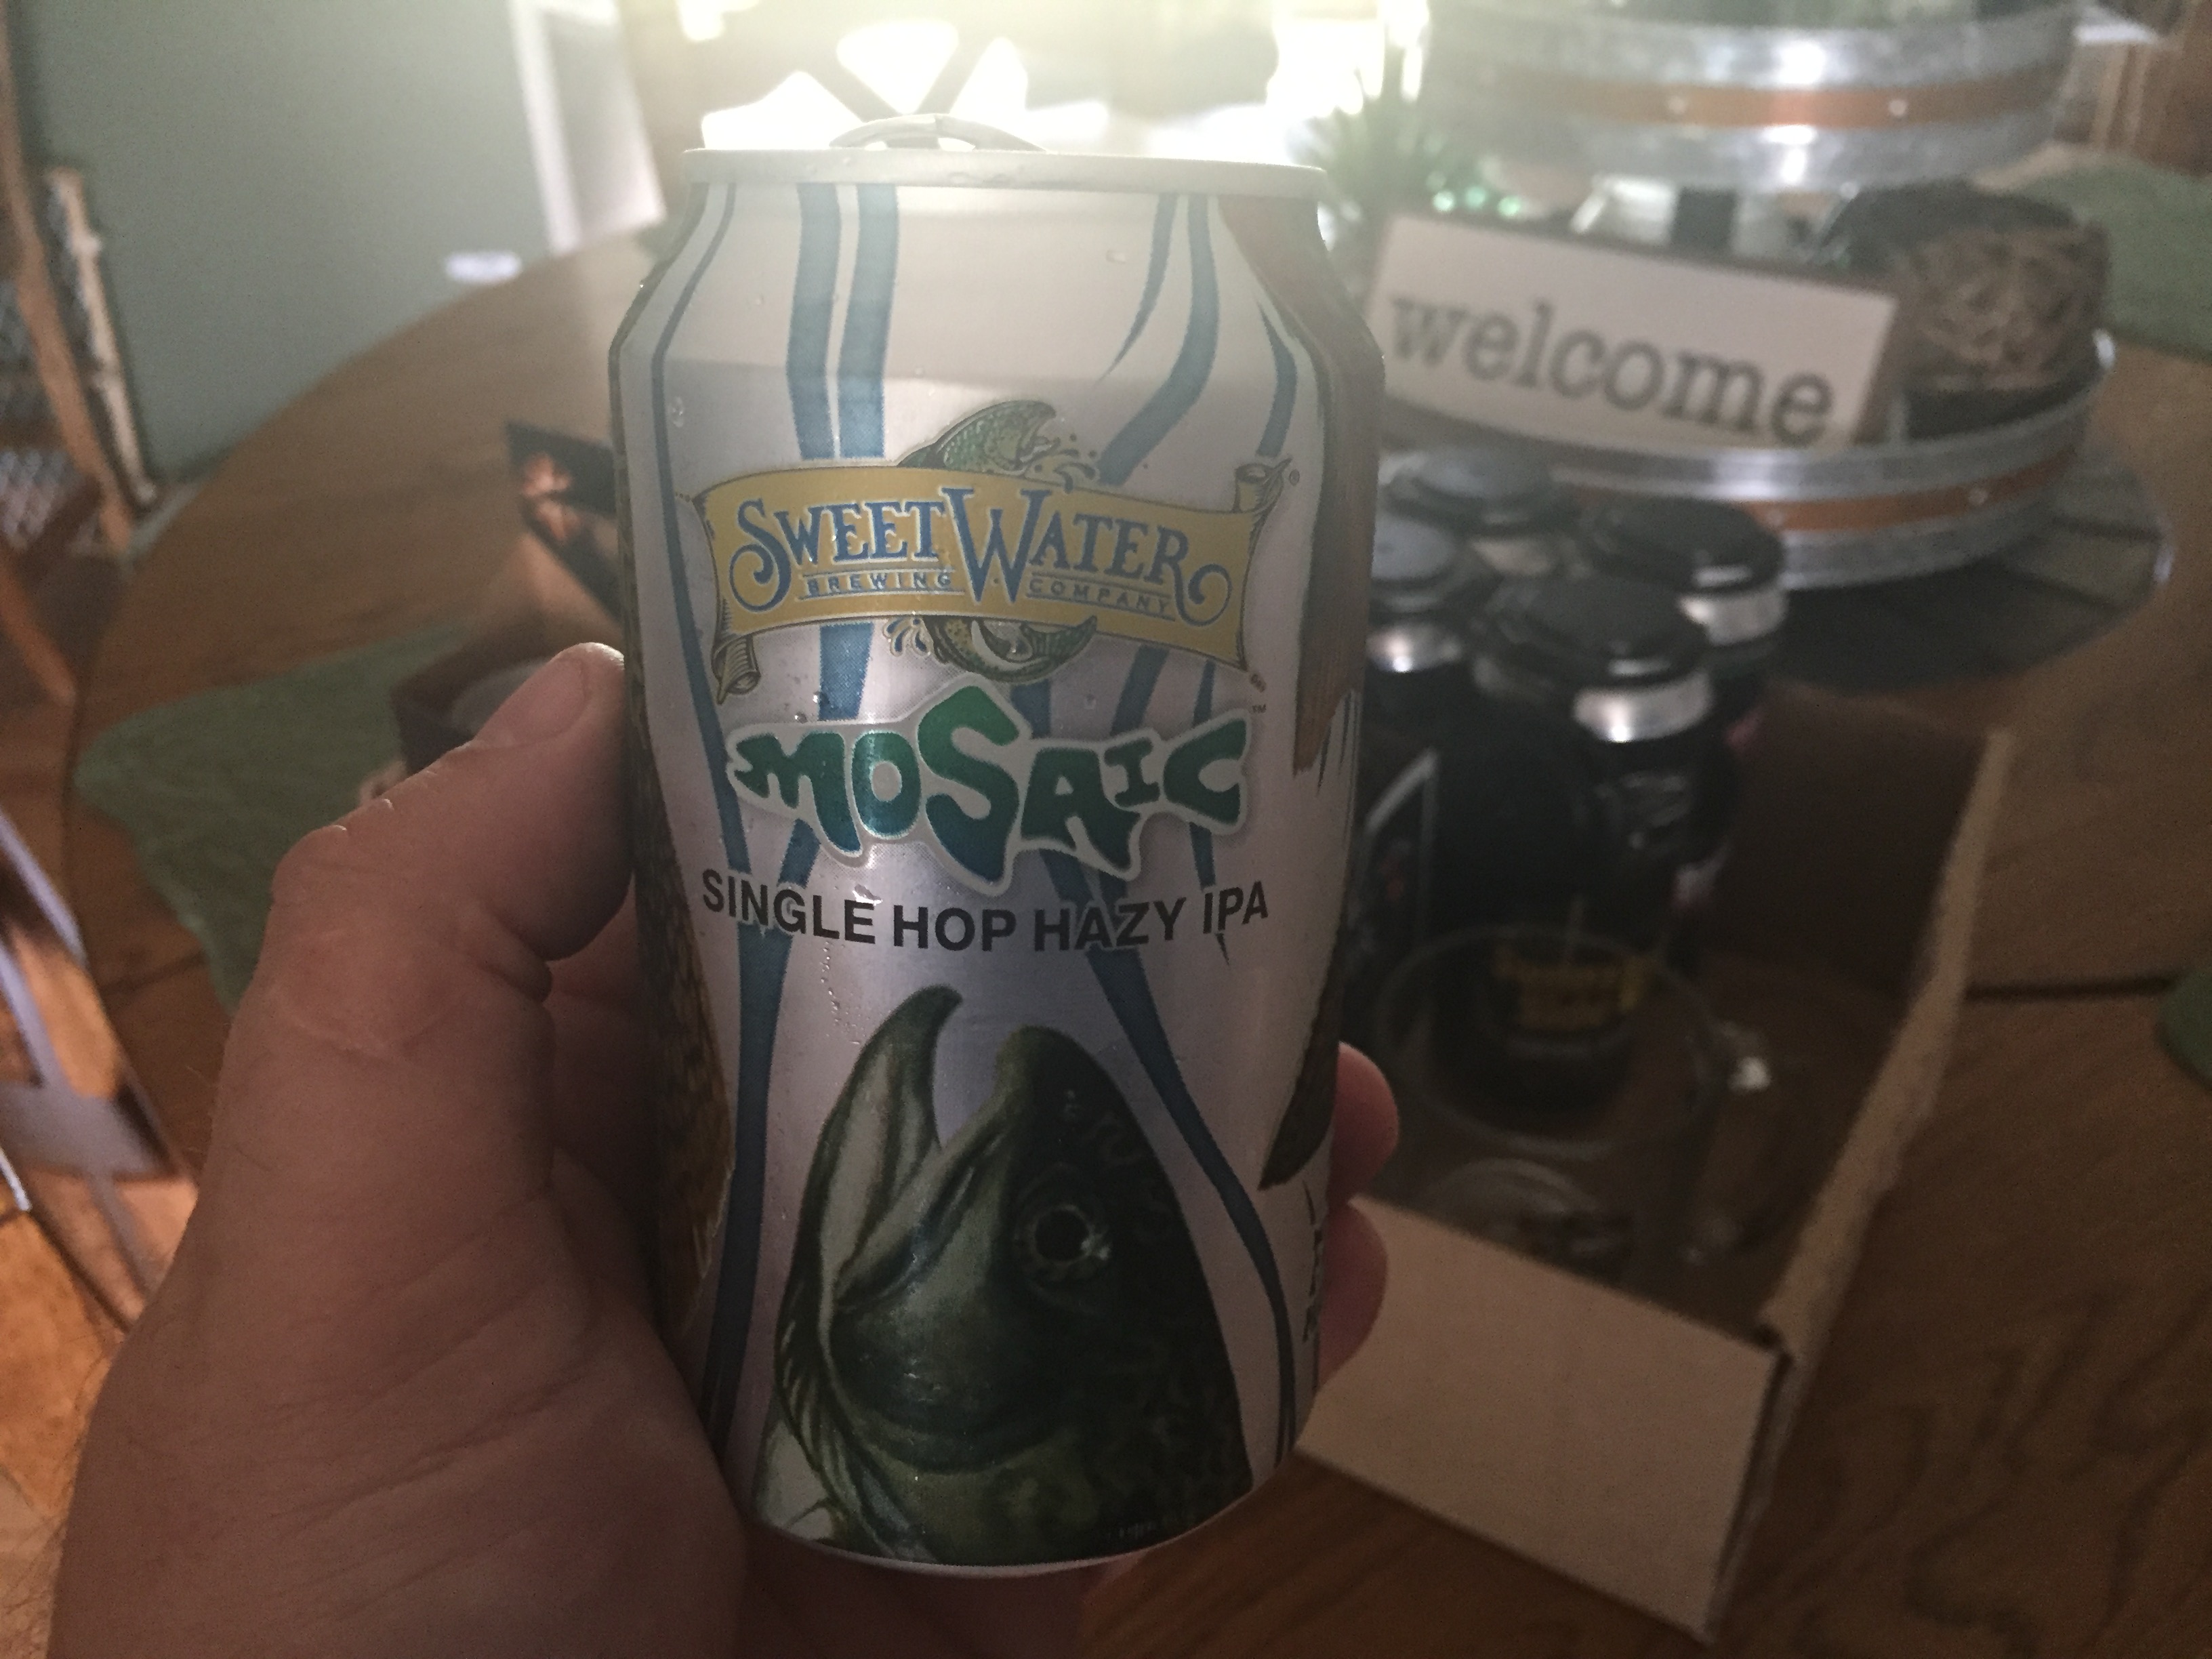 SWEETWATER
BREWING COMPANY
MOSAIC
SINGLE HOP HAZY IPA
welcome